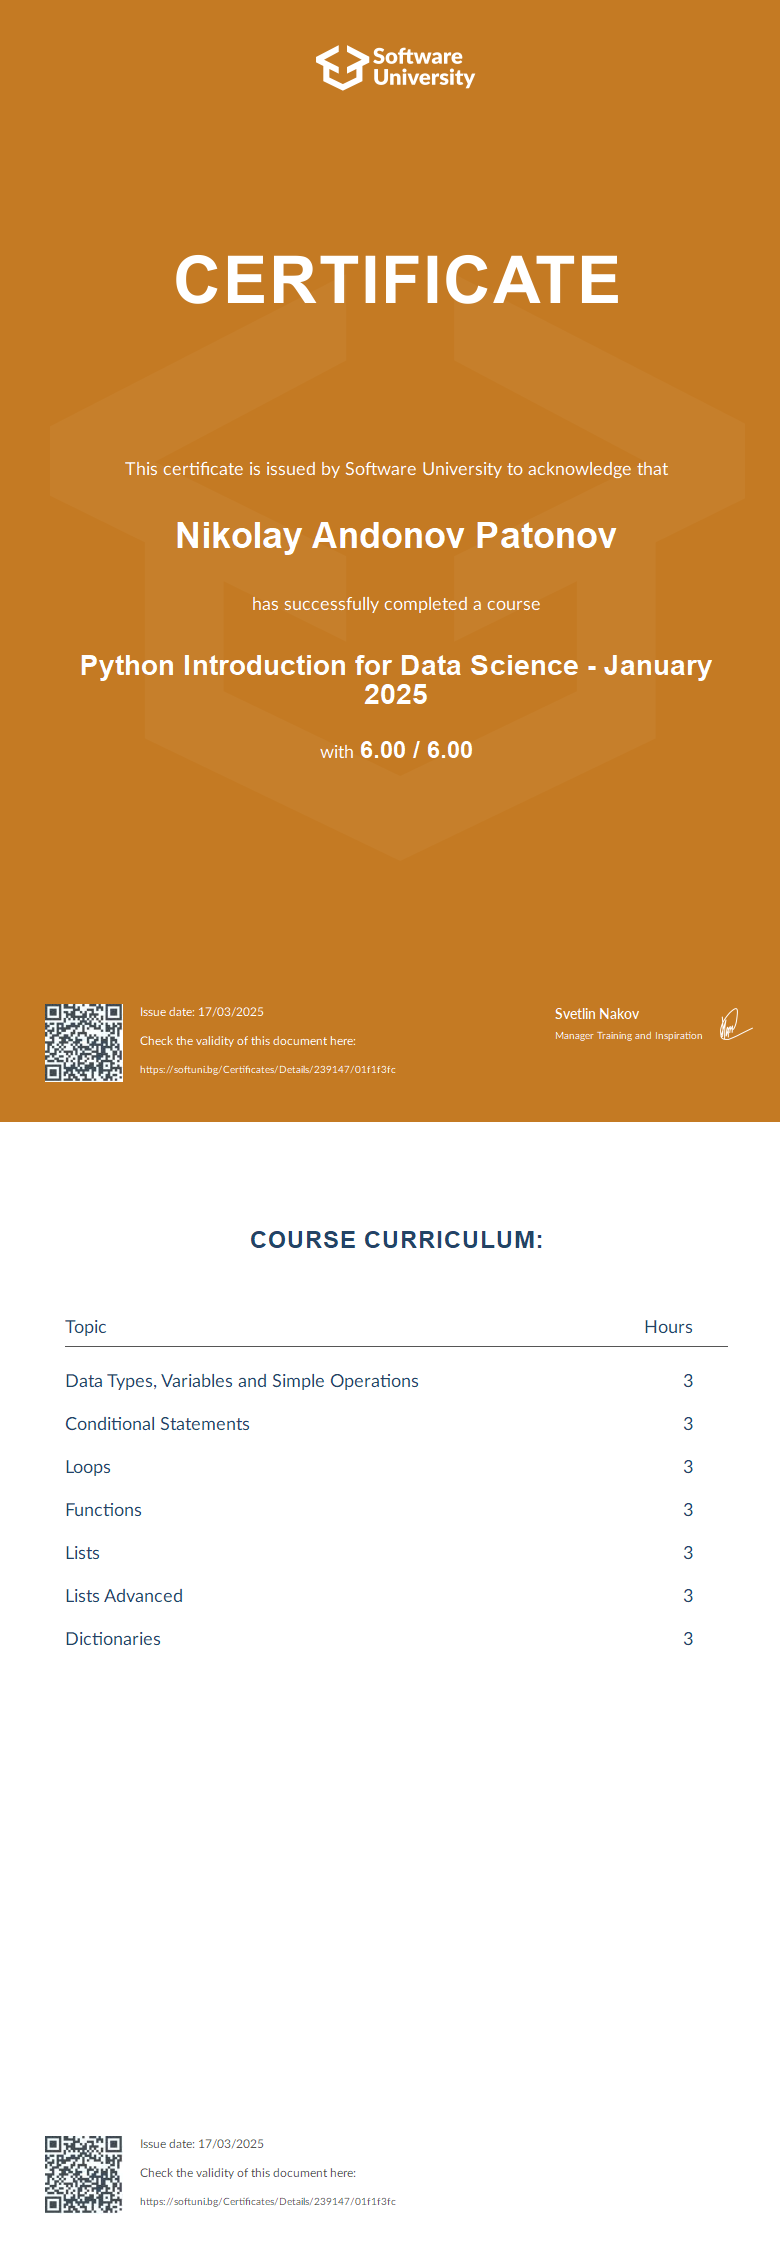 Software
University
CERTIFICATE
This certificate is issued by Software University to acknowledge that
Nikolay Andonov Patonov
has successfully completed a course
Python Introduction for Data Science - January
2025
with 6.00 / 6.00
Issue date: 17/03/2025
Check the validity of this document here:
https://softuni.bg/Certificates/Details/239147/01f1f3fc
Svetlin Nakov
Manager Training and Inspiration
COURSE CURRICULUM:
Topic Hours
Data Types, Variables and Simple Operations 3
Conditional Statements 3
Loops 3
Functions 3
Lists 3
Lists Advanced 3
Dictionaries 3
Issue date: 17/03/2025
Check the validity of this document here:
https://softuni.bg/Certificates/Details/239147/01f1f3fc